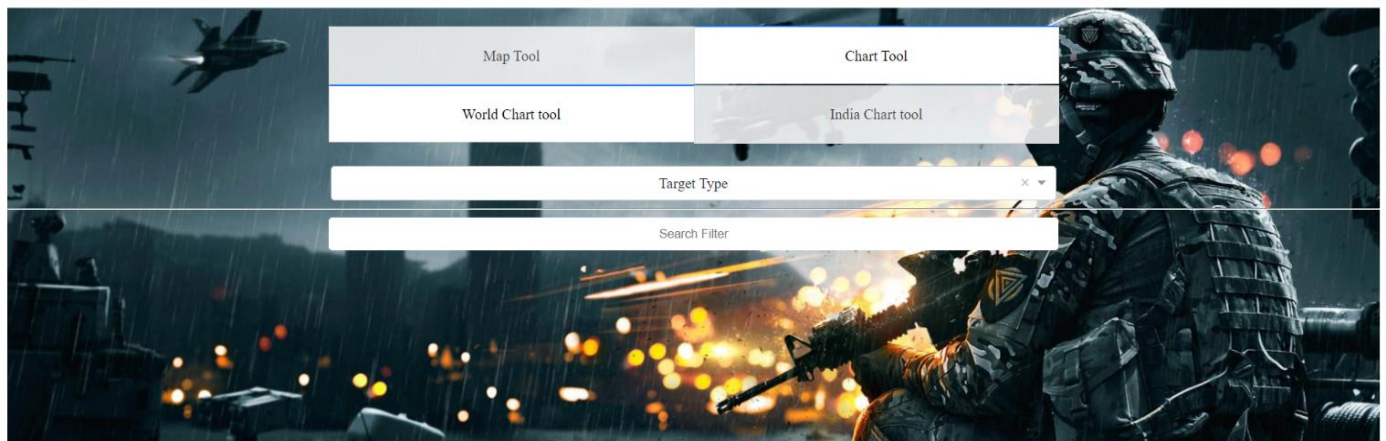 Map Tool
Chart Tool
World Chart tool
India Chart tool
Target Type
Search Filter